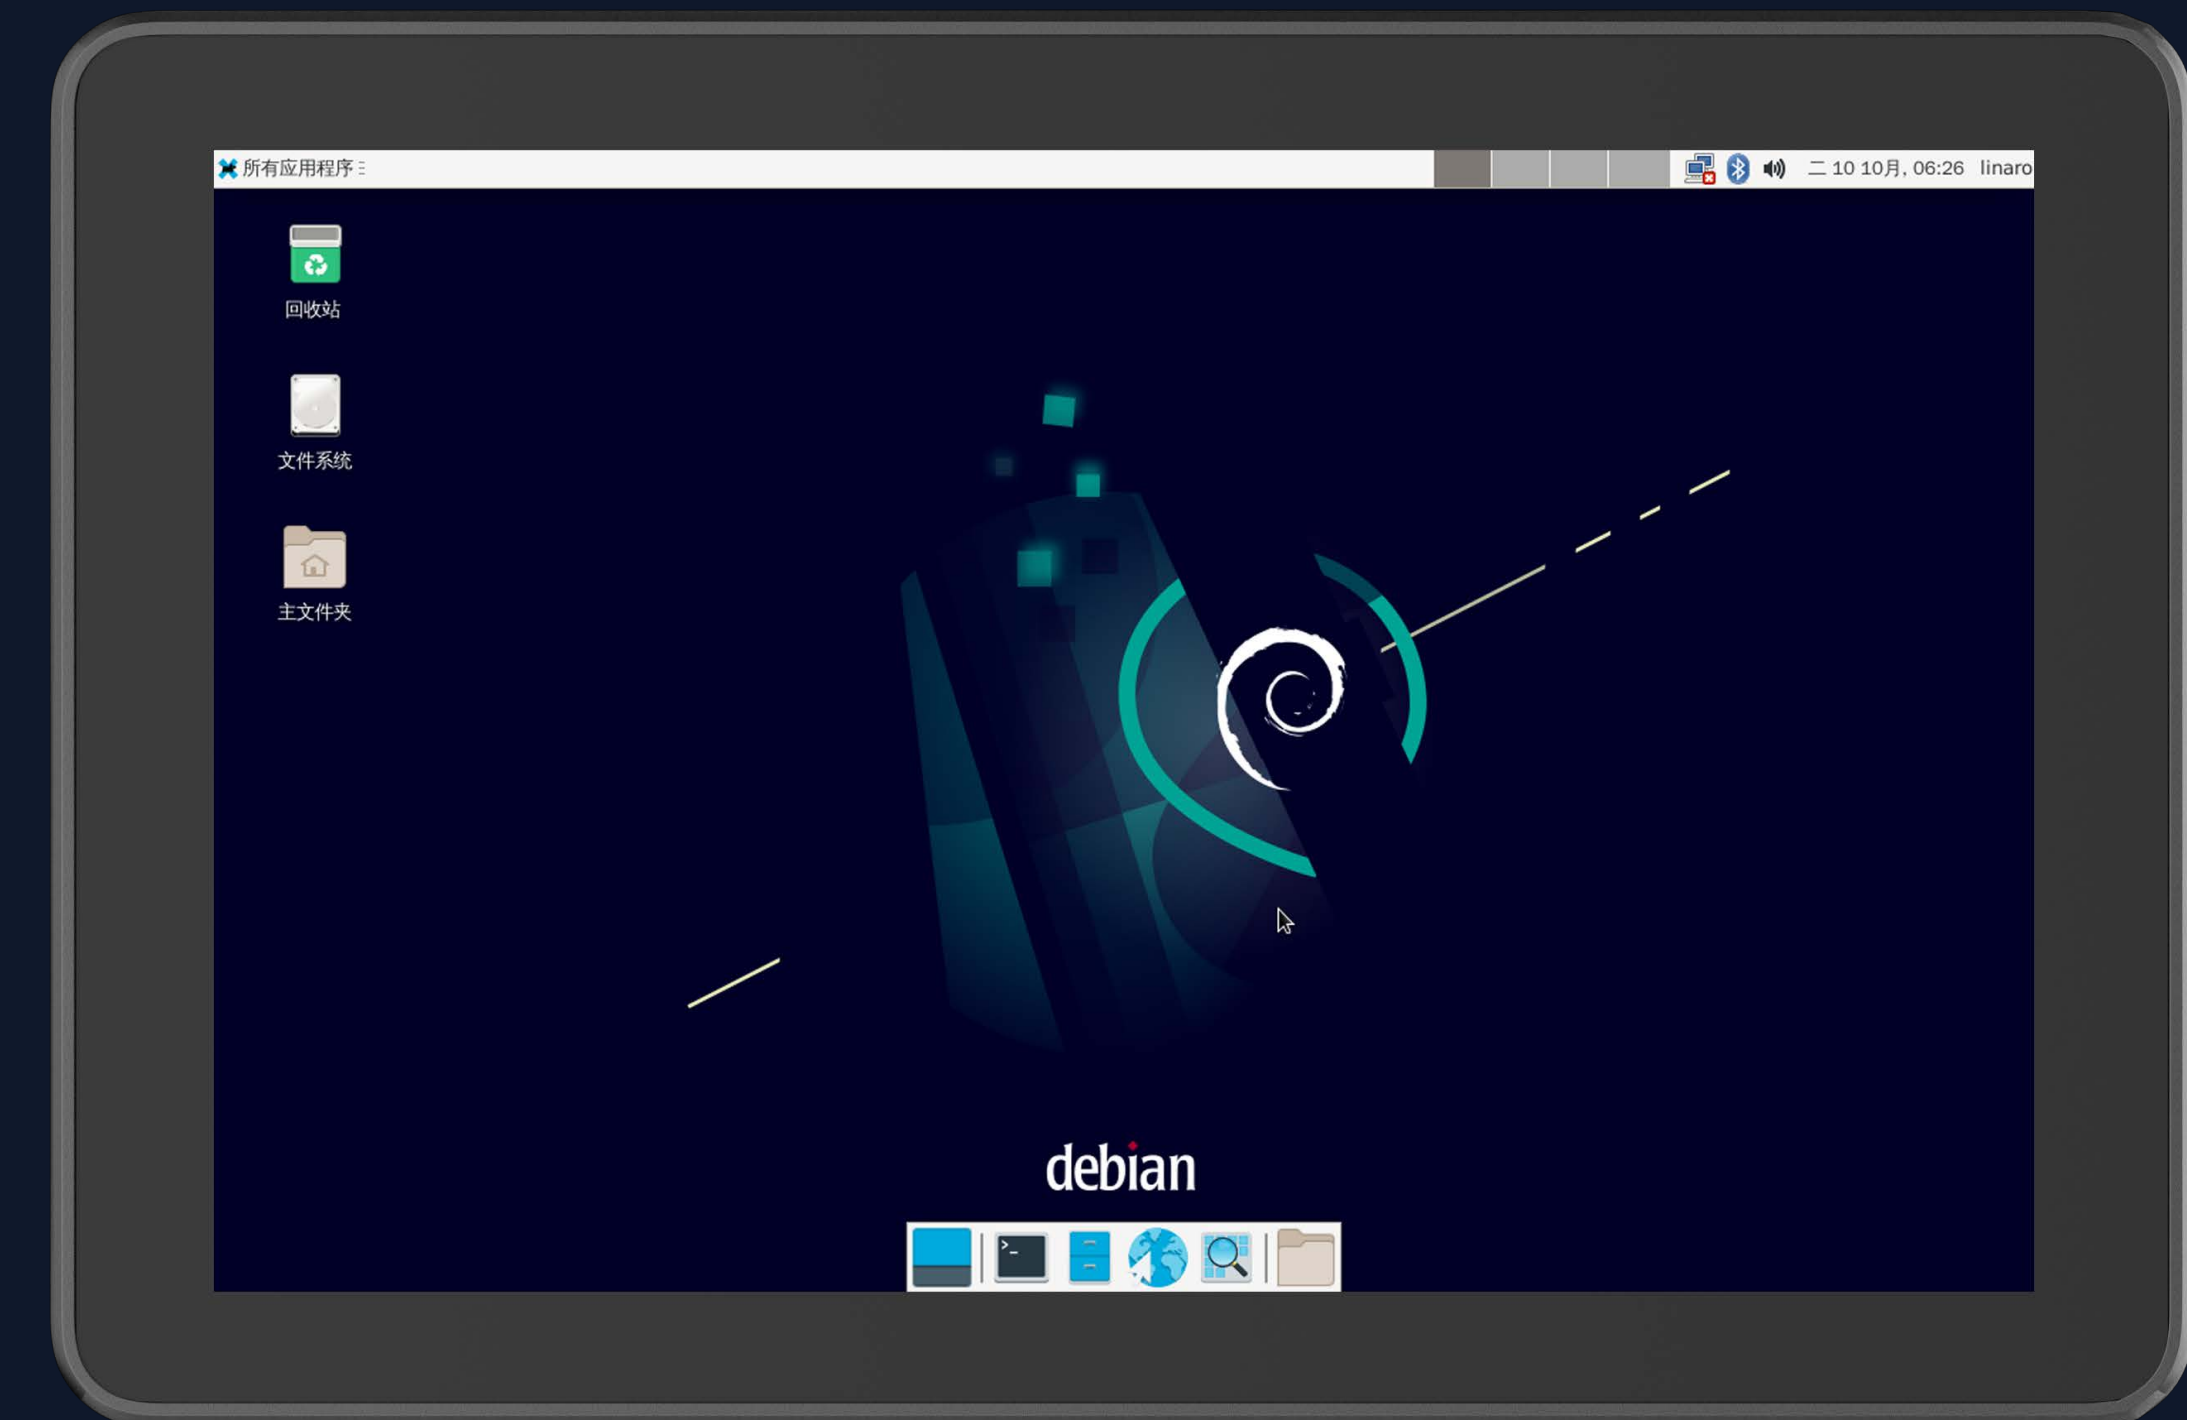 所有应用程序
二 10 10月, 06:26 linaro
回收站
文件系统
主文件夹
debian
>_